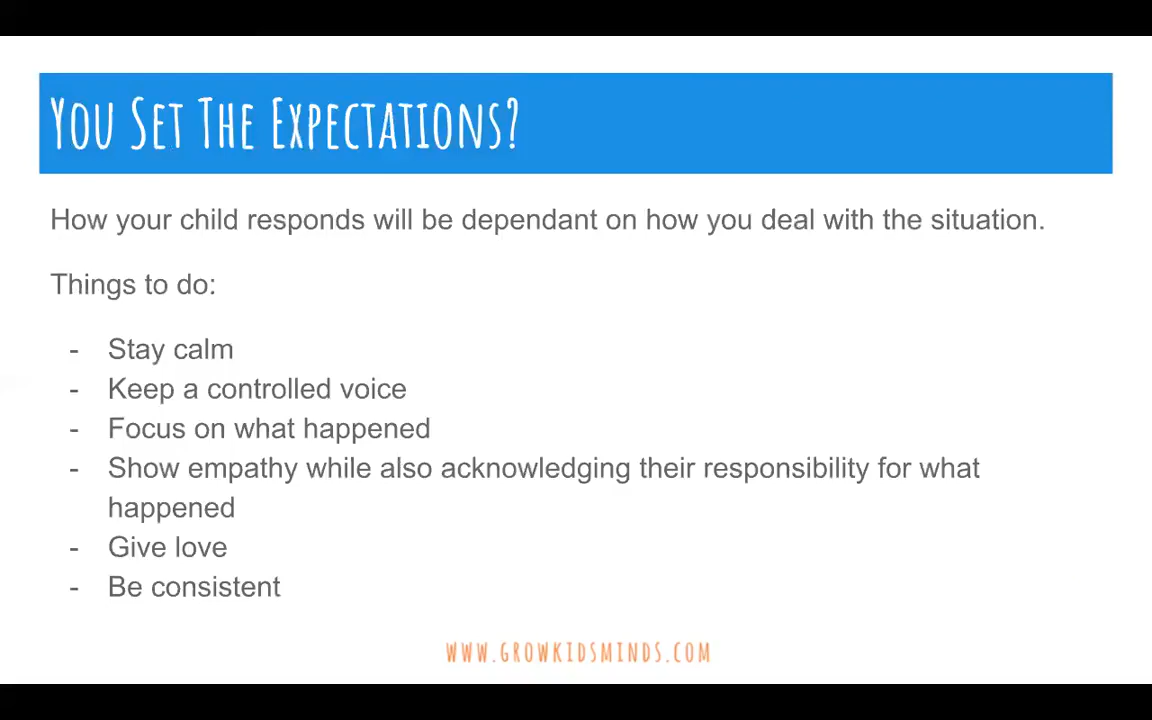 You Set The Expectations?
How your child responds will be dependant on how you deal with the situation.
Things to do:
- Stay calm
- Keep a controlled voice
- Focus on what happened
- Show empathy while also acknowledging their responsibility for what
happened
- Give love
- Be consistent
WWW.GROWKIDSMINDS.COM